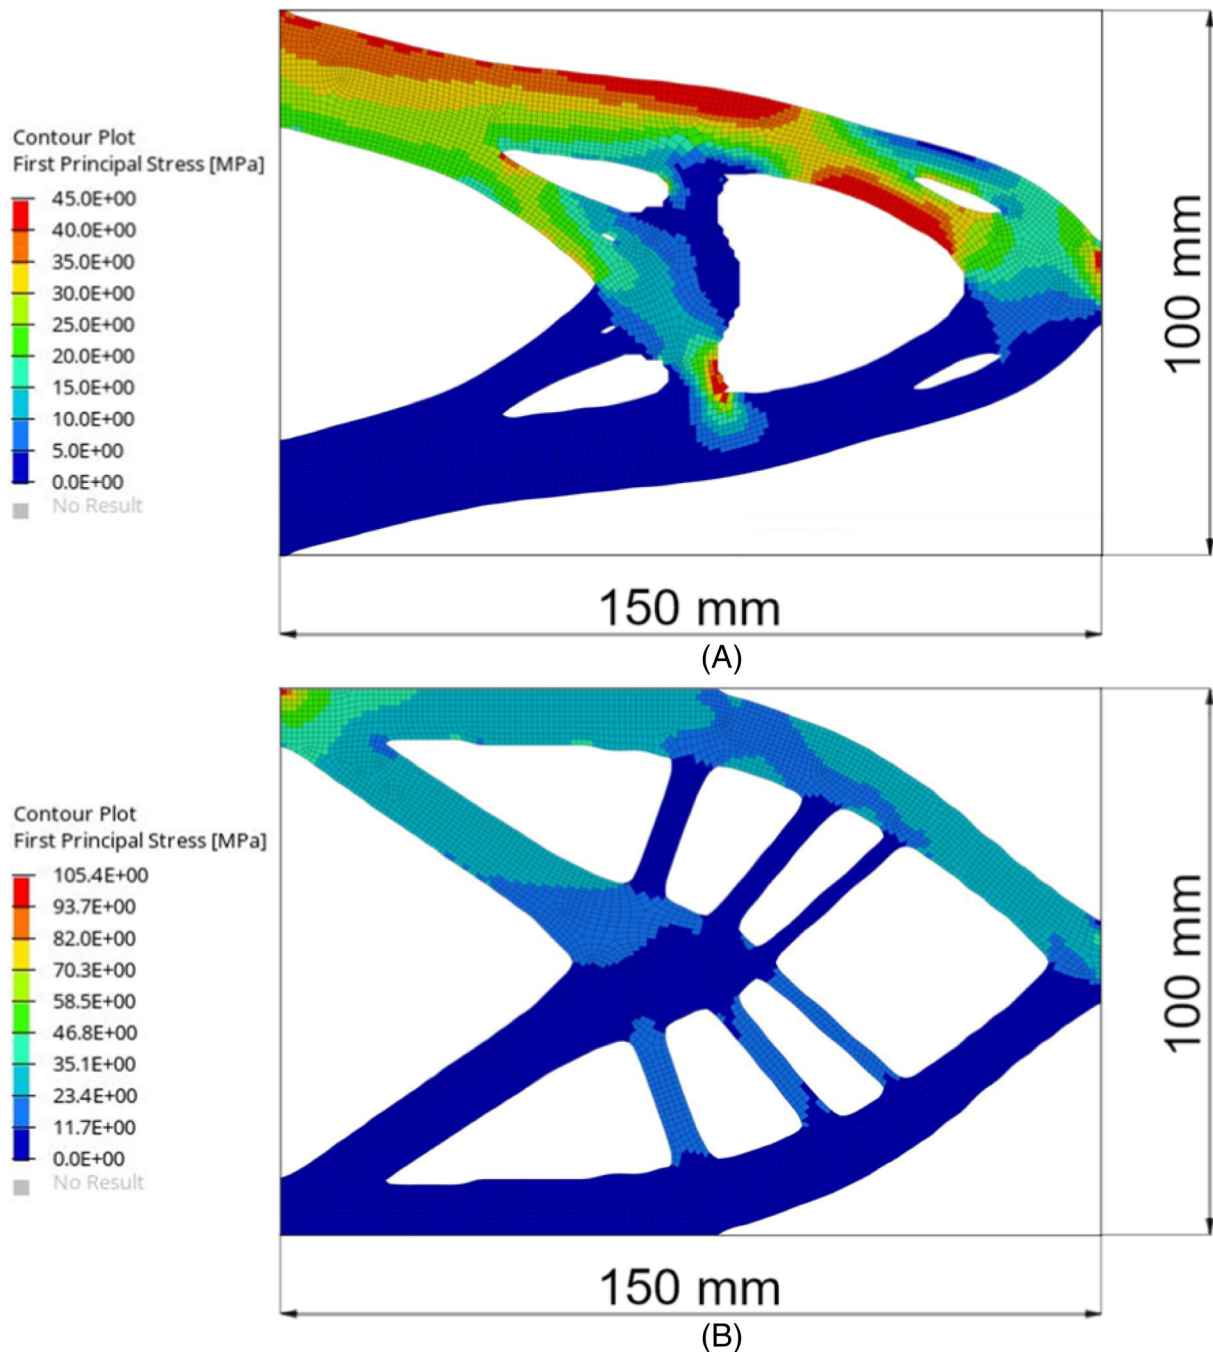 Contour Plot
First Principal Stress [MPa]
45.0E+00
40.0E+00
35.0E+00
30.0E+00
25.0E+00
20.0E+00
15.0E+00
10.0E+00
5.0E+00
0.0E+00
No Result
100 mm
150 mm
(A)
Contour Plot
First Principal Stress [MPa]
105.4E+00
93.7E+00
82.0E+00
70.3E+00
58.5E+00
46.8E+00
35.1E+00
23.4E+00
11.7E+00
0.0E+00
No Result
100 mm
150 mm
(B)